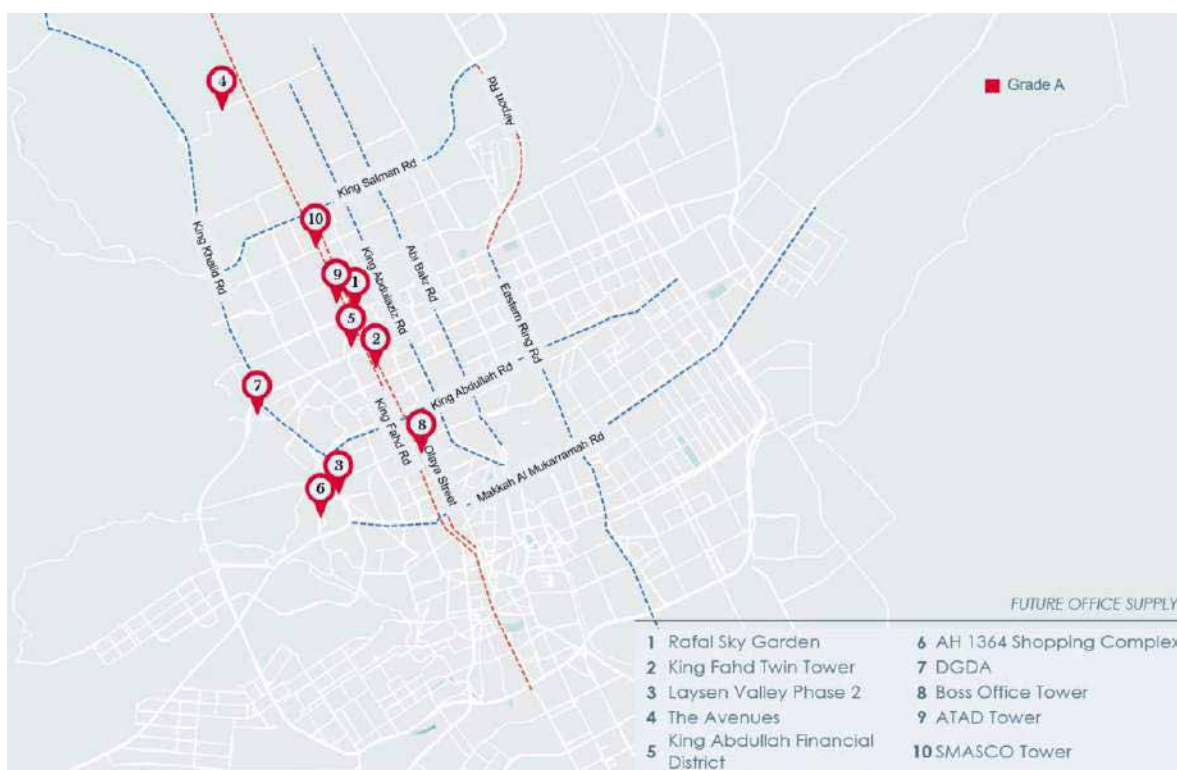 4
Grade A
Airport Rd
King Salman Rd
10
King Khalid Rd
9
1
King Abdulaziz Rd
Abi Bakr Rd
5
2
Eastern Ring Rd
7
King Abdullah Rd
King Fahd Rd
8
Olaya Street
3
6
Makkah Al Mukarramah Rd
FUTURE OFFICE SUPPLY
1 Rafal Sky Garden
2 King Fahd Twin Tower
3 Laysen Valley Phase 2
4 The Avenues
5 King Abdullah Financial
District
6 AH 1364 Shopping Complex
7 DGDA
8 Boss Office Tower
9 ATAD Tower
10 SMASCO Tower